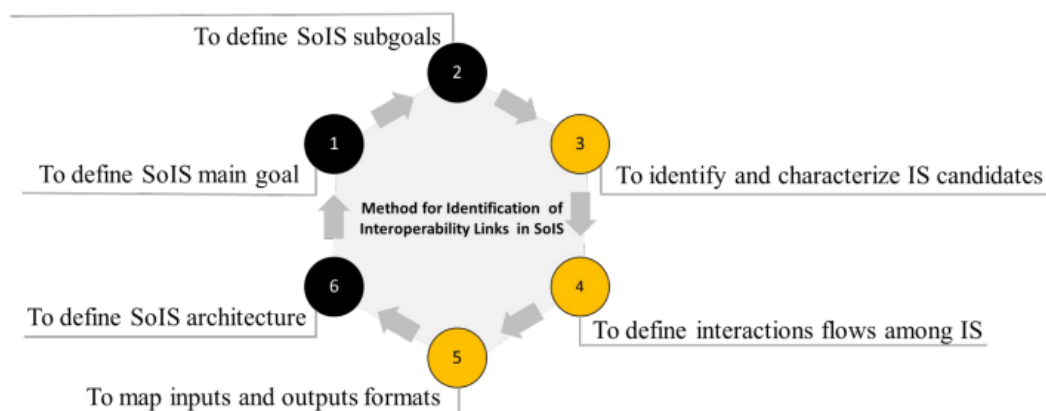 To define SoIS subgoals
2
1
3
To define SoIS main goal
To identify and characterize IS candidates
Method for Identification of
Interoperability Links in SoIS
6
4
To define SoIS architecture
To define interactions flows among IS
5
To map inputs and outputs formats